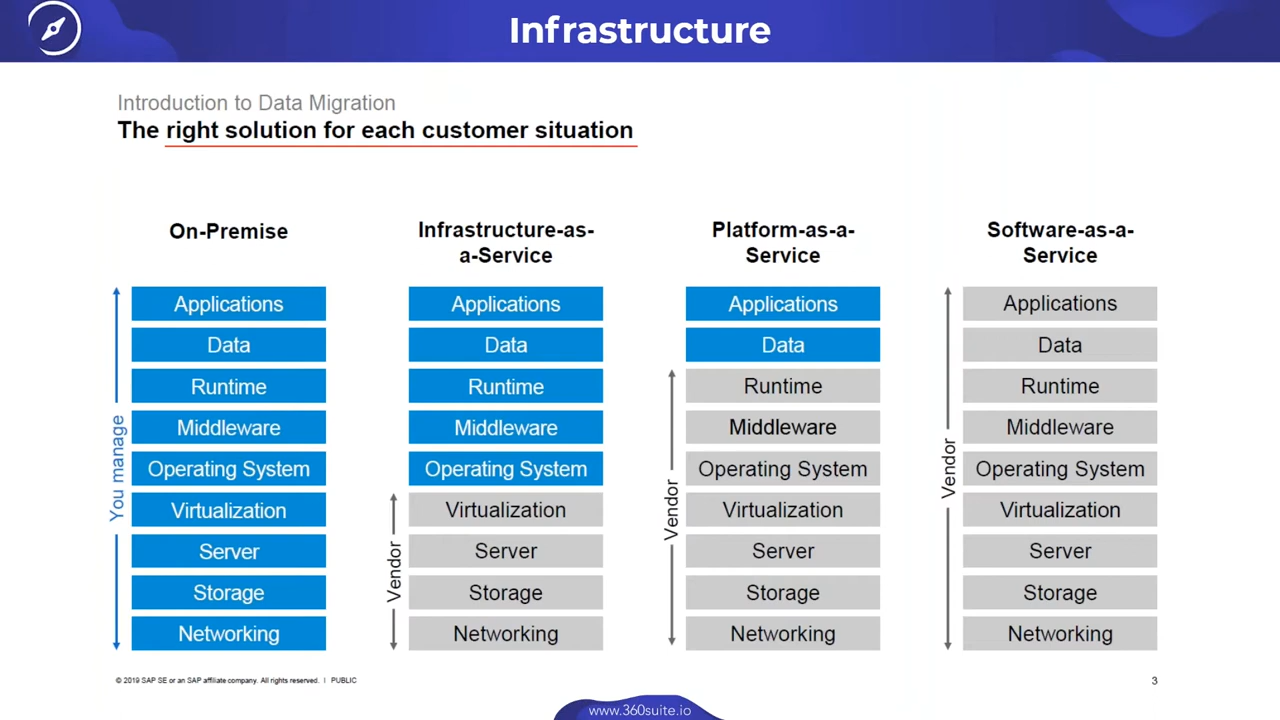 Infrastructure
Introduction to Data Migration
The right solution for each customer situation
On-Premise
Applications
Data
Runtime
Middleware
Operating System
Virtualization
Server
Storage
Networking
You manage
Infrastructure-as-
a-Service
Applications
Data
Runtime
Middleware
Operating System
Virtualization
Server
Storage
Networking
Vendor
Platform-as-a-
Service
Applications
Data
Runtime
Middleware
Operating System
Virtualization
Server
Storage
Networking
Vendor
Software-as-a-
Service
Applications
Data
Runtime
Middleware
Operating System
Virtualization
Server
Storage
Networking
Vendor
© 2019 SAP SE or an SAP affiliate company. All rights reserved. | PUBLIC
3
www.360suite.io